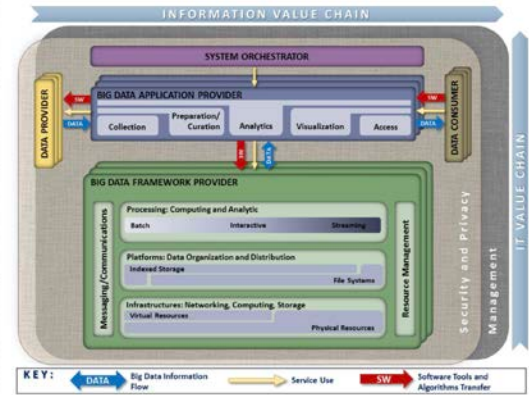 INFORMATION VALUE CHAIN
SYSTEM ORCHESTRATOR
BIG DATA APPLICATION PROVIDER
Collection
Preparation/
Curation
Analytics
Visualization
Access
DATA PROVIDER
SW
DATA
SW
DATA
DATA CONSUMER
SW
DATA
BIG DATA FRAMEWORK PROVIDER
Messaging/Communications
Processing: Computing and Analytic
Batch
Interactive
Streaming
Platforms: Data Organization and Distribution
Indexed Storage
File Systems
Infrastructures: Networking, Computing, Storage
Virtual Resources
Physical Resources
Resource Management
Security and Privacy
Management
IT VALUE CHAIN
KEY:
DATA
Big Data Information
Flow
Service Use
SW
Software Tools and
Algorithms Transfer